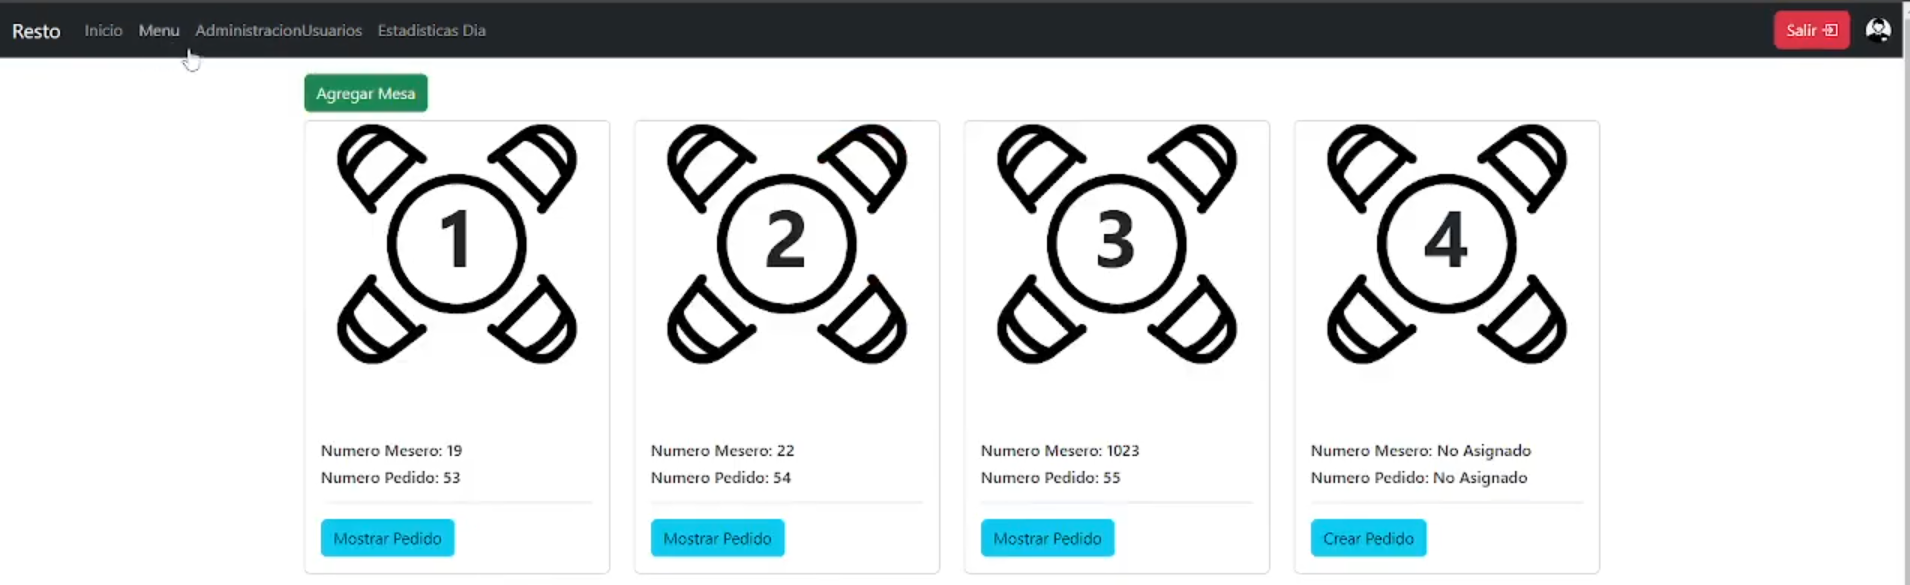 Resto Inicio Menu AdministracionUsuarios Estadisticas Dia Salir
Agregar Mesa
1 2 3 4
Numero Mesero: 19 Numero Mesero: 22 Numero Mesero: 1023 Numero Mesero: No Asignado
Numero Pedido: 53 Numero Pedido: 54 Numero Pedido: 55 Numero Pedido: No Asignado
Mostrar Pedido Mostrar Pedido Mostrar Pedido Crear Pedido